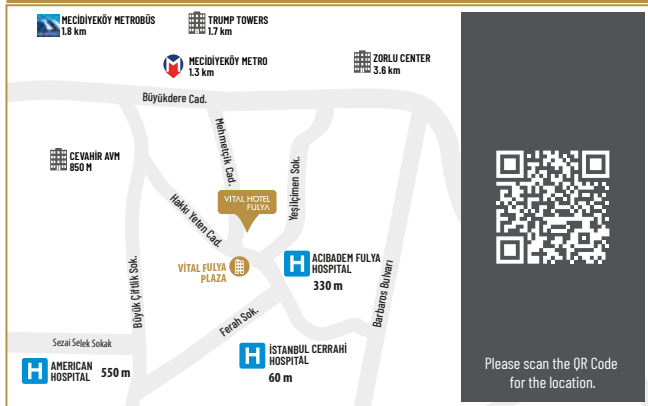 MECİDİYEKÖY METROBÜS
1.8 km
TRUMP TOWERS
1.7 km
MECİDİYEKÖY METRO
1.3 km
ZORLU CENTER
3.6 km
Büyükdere Cad.
Mehmetçik Cad.
CEVAHİR AVM
850 M
Yeşilçimen Sok.
Hakkı Yeten Cad.
VITAL HOTEL
FULYA
VİTAL FULYA
PLAZA
H
ACIBADEM FULYA
HOSPITAL
330 m
Büyük Çiftlik Sok.
Barbaros Bulvarı
Ferah Sok.
Sezai Selek Sokak
H
AMERICAN
HOSPITAL
550 m
H
İSTANBUL CERRAHİ
HOSPITAL
60 m
Please scan the QR Code
for the location.